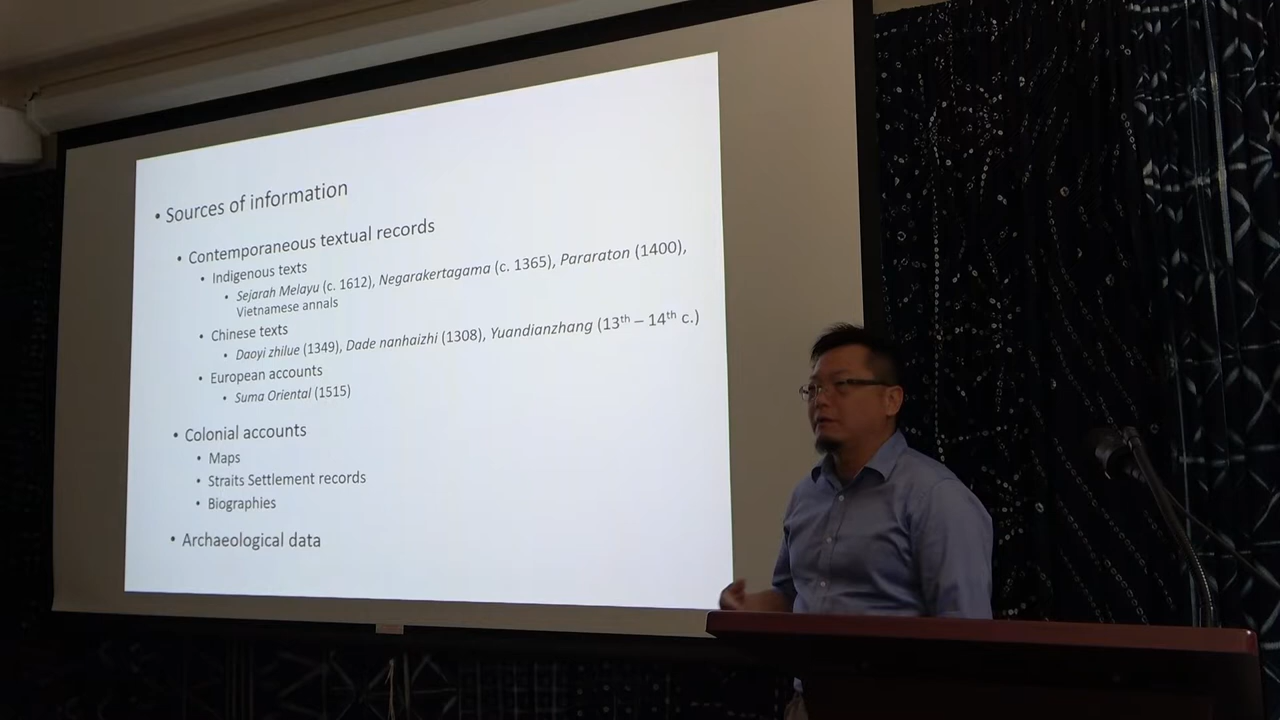 • Sources of information
• Contemporaneous textual records
• Indigenous texts
• Sejarah Melayu (c. 1612), Negarakertagama (c. 1365), Pararaton (1400),
Vietnamese annals
• Chinese texts
• Daoyi zhilue (1349), Dade nanhaizhi (1308), Yuandianzhang (13th – 14th c.)
• European accounts
• Suma Oriental (1515)
• Colonial accounts
• Maps
• Straits Settlement records
• Biographies
• Archaeological data